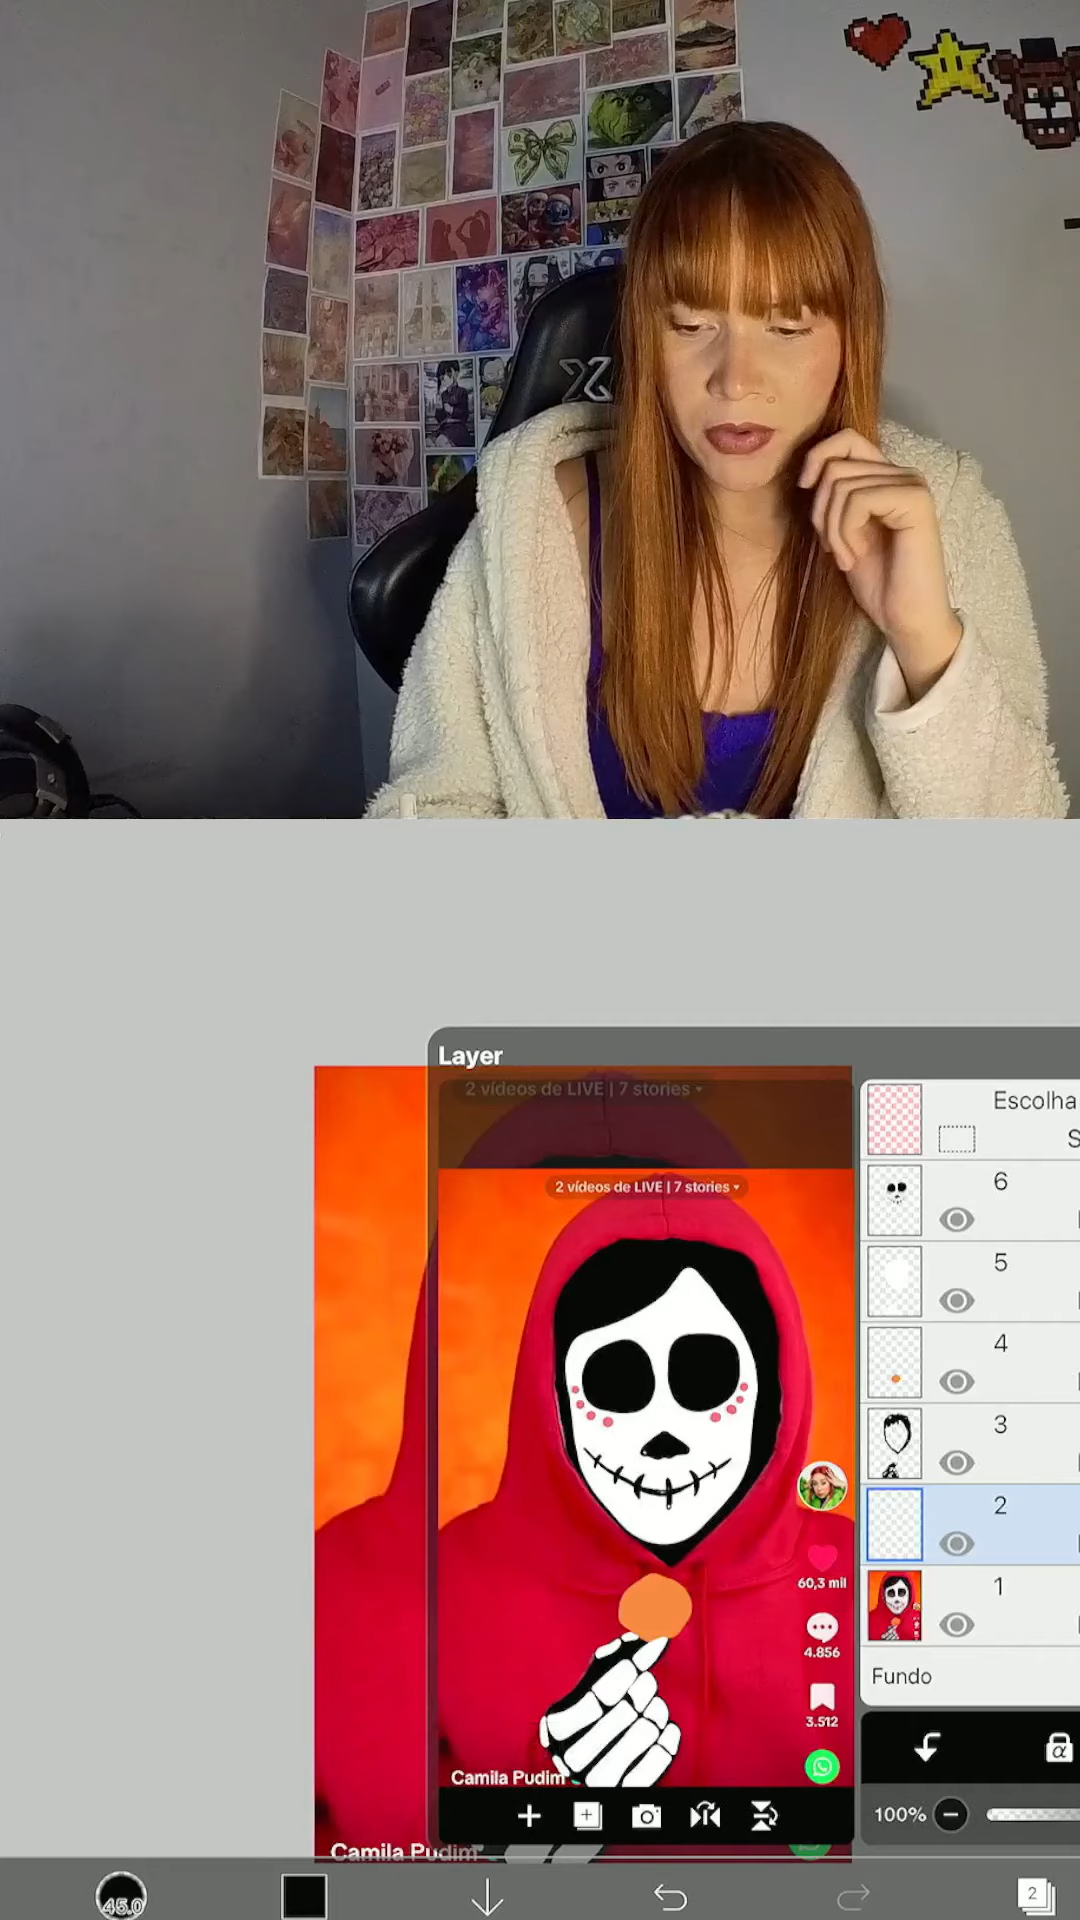 X
Layer
2 vídeos de LIVE | 7 stories
Escolha
S
2 vídeos de LIVE | 7 stories
6
5
4
3
2
1
60,3 mil
4.856
3.512
Fundo
Camila Pudim
α
100%
Camila Pudim
45.0
2